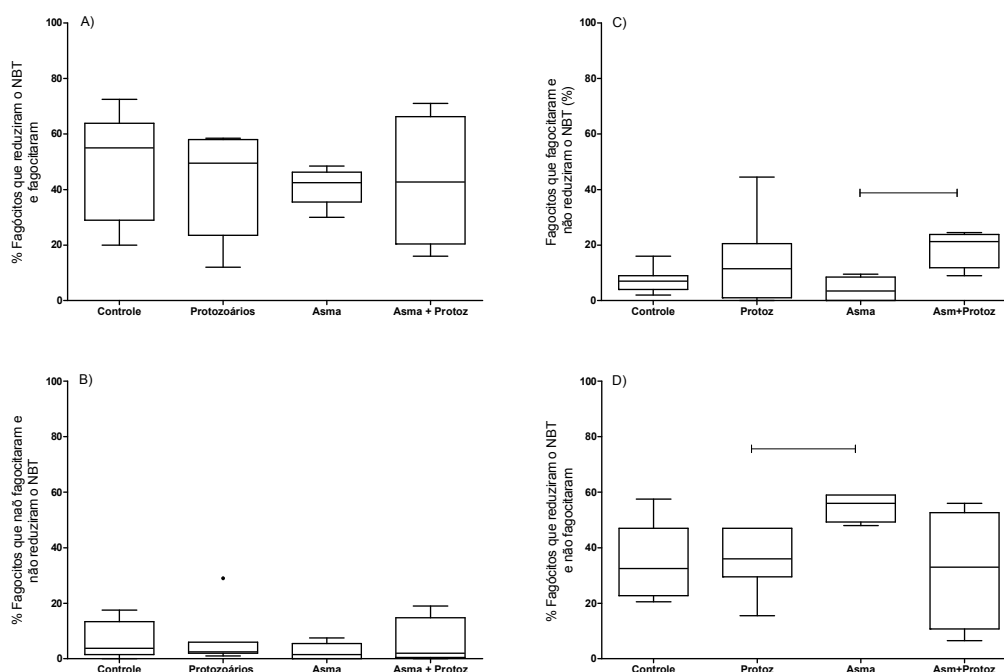 A)
% Fagócitos que reduziram o NBT
e fagocitaram
100
80
60
40
20
0
Controle Protozoários Asma Asma + Protoz
C)
Fagocitos que fagocitaram e
não reduziram o NBT (%)
100
80
60
40
20
0
Controle Protoz Asma Asm+Protoz
B)
% Fagocitos que naõ fagocitaram e
não reduziram o NBT
100
80
60
40
20
0
Controle Protozoários Asma Asma + Protoz
D)
% Fagócitos que reduziram o NBT
e não fagocitaram
100
80
60
40
20
0
Controle Protoz Asma Asm+Protoz